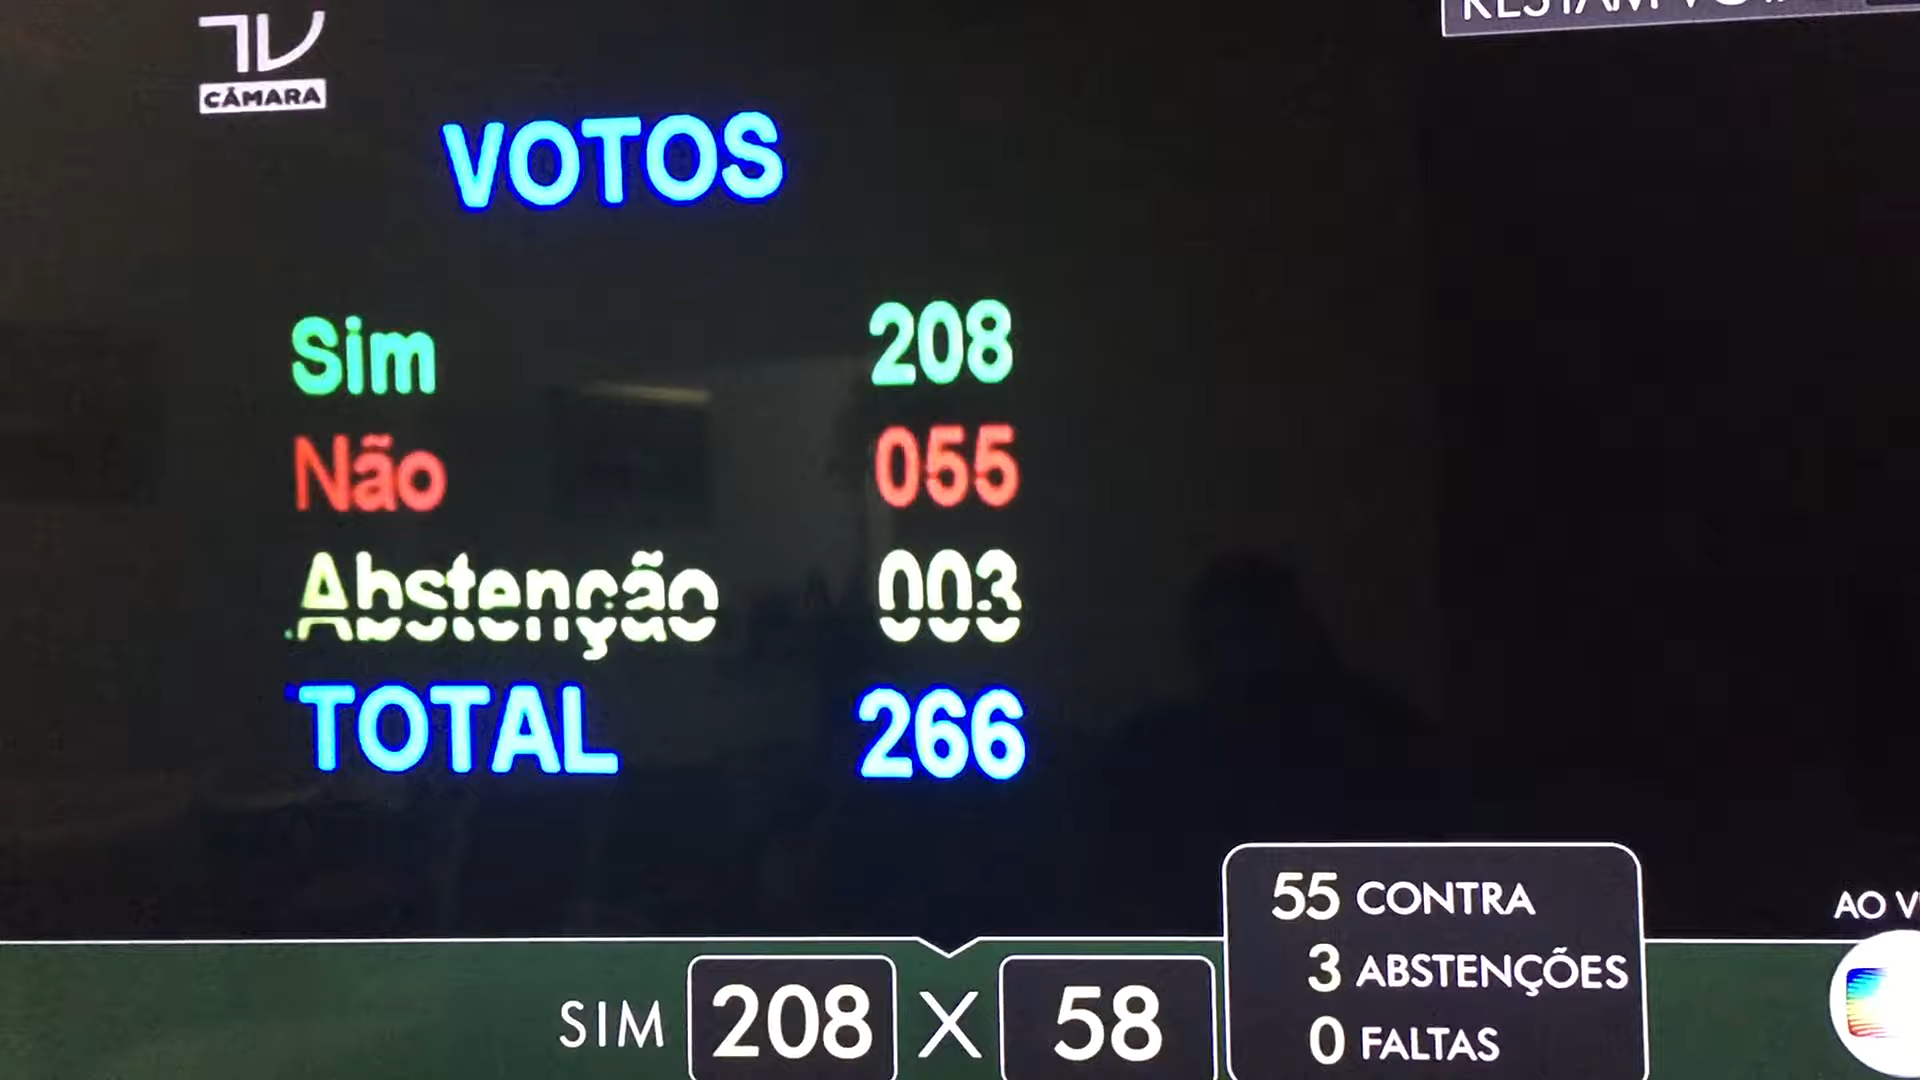 TV
CÂMARA
VOTOS
Sim 208
Não 055
Abstenção 003
TOTAL 266
55 CONTRA
3 ABSTENÇÕES
0 FALTAS
AO
SIM 208 X 58